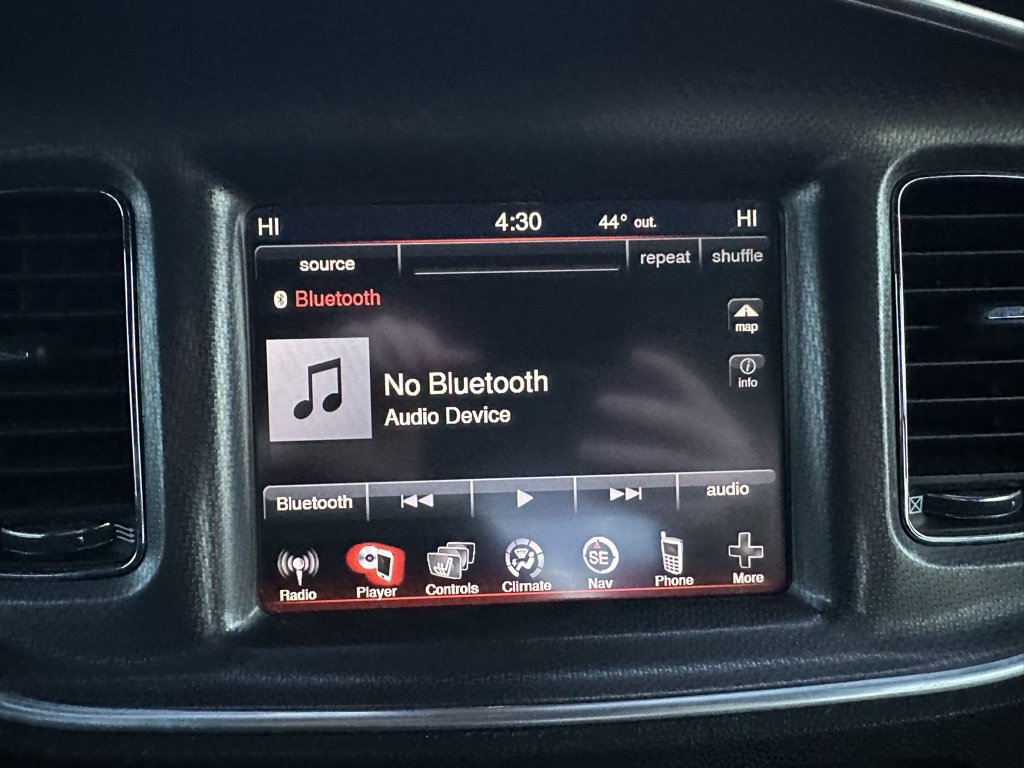 HI 4:30 44° out. HI
source repeat shuffle
Bluetooth
map
No Bluetooth
Audio Device
info
Bluetooth audio
SE
Radio Player Controls Climate Nav Phone More